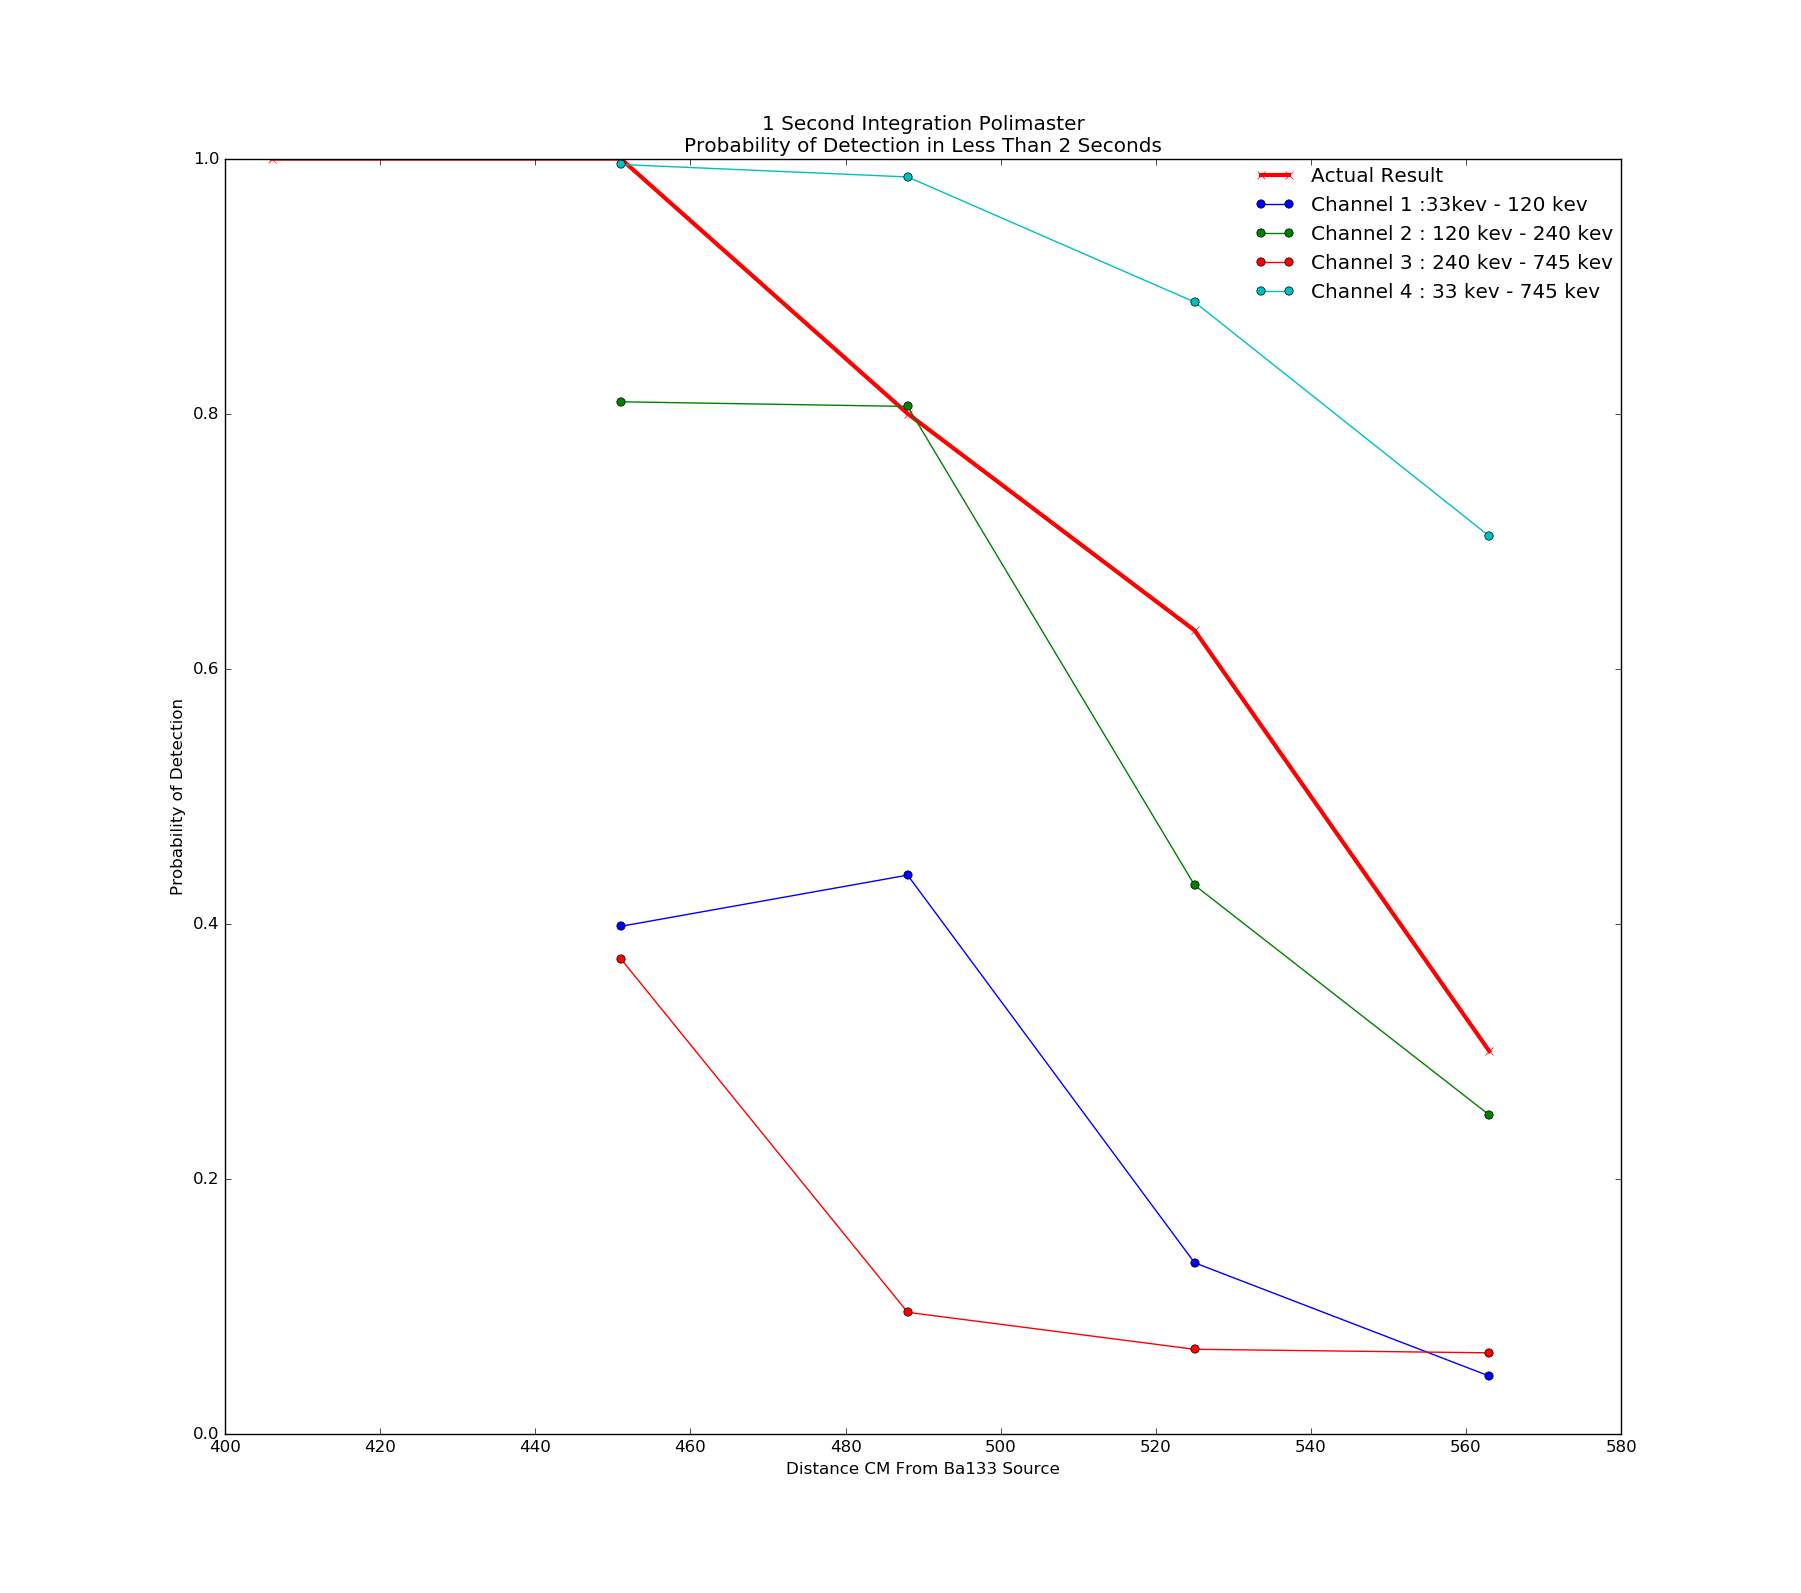 1 Second Integration Polimaster
Probability of Detection in Less Than 2 Seconds
Actual Result
Channel 1 :33kev - 120 kev
Channel 2 : 120 kev - 240 kev
Channel 3 : 240 kev - 745 kev
Channel 4 : 33 kev - 745 kev
Probability of Detection
1.0
0.8
0.6
0.4
0.2
0.0
400 420 440 460 480 500 520 540 560 580
Distance CM From Ba133 Source